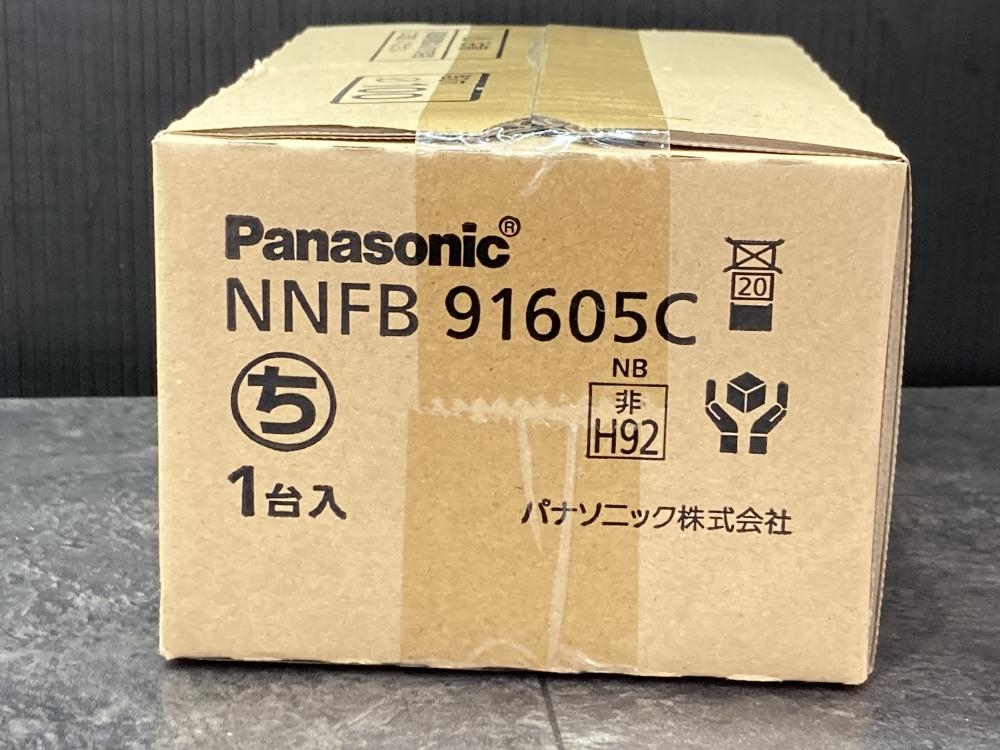 Panasonic®
NNFB 91605C
20
ち
NB
非
H92
1台入
パナソニック株式会社